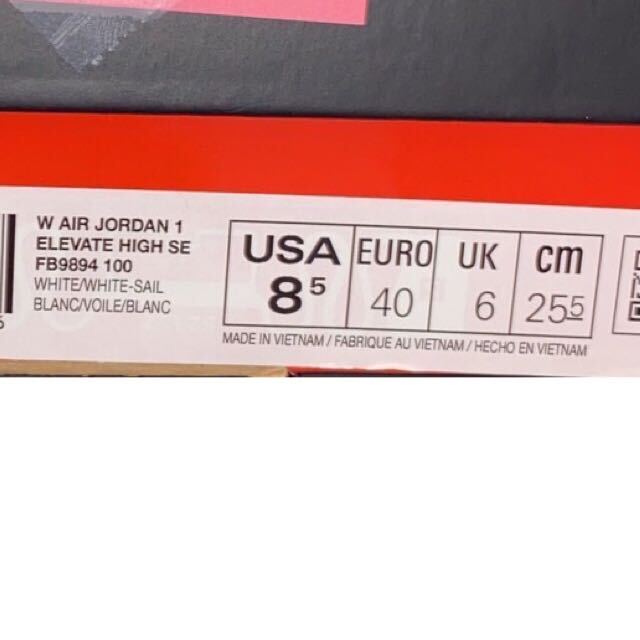 W AIR JORDAN 1
ELEVATE HIGH SE
FB9894 100
WHITE/WHITE-SAIL
BLANC/VOILE/BLANC
USA EURO UK cm
8⁵ 40 6 25⁵
MADE IN VIETNAM / FABRIQUE AU VIETNAM / HECHO EN VIETNAM